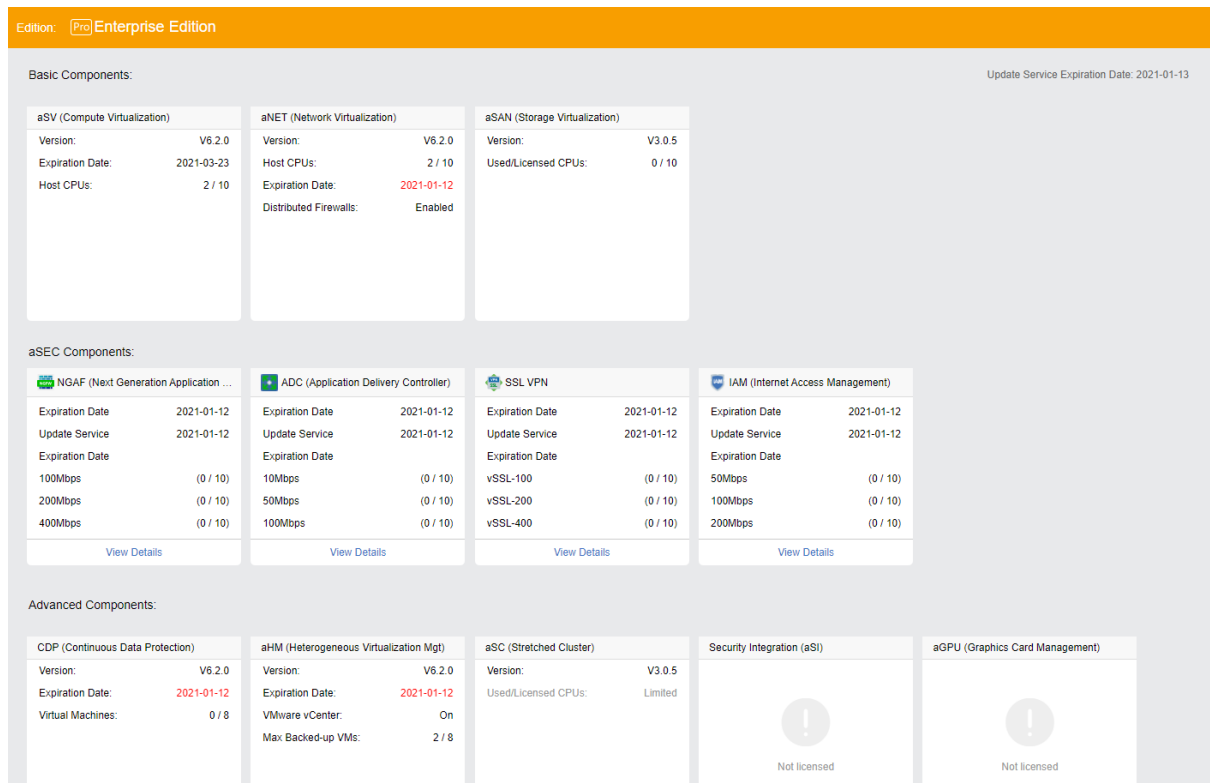 Edition: Pro Enterprise Edition
Basic Components:
Update Service Expiration Date: 2021-01-13
aSV (Compute Virtualization)
Version: V6.2.0
Expiration Date: 2021-03-23
Host CPUs: 2 / 10
aNET (Network Virtualization)
Version: V6.2.0
Host CPUs: 2 / 10
Expiration Date: 2021-01-12
Distributed Firewalls: Enabled
aSAN (Storage Virtualization)
Version: V3.0.5
Used/Licensed CPUs: 0 / 10
aSEC Components:
NGAF (Next Generation Application ...
Expiration Date 2021-01-12
Update Service 2021-01-12
Expiration Date
100Mbps (0 / 10)
200Mbps (0 / 10)
400Mbps (0 / 10)
View Details
ADC (Application Delivery Controller)
Expiration Date 2021-01-12
Update Service 2021-01-12
Expiration Date
10Mbps (0 / 10)
50Mbps (0 / 10)
100Mbps (0 / 10)
View Details
SSL VPN
Expiration Date 2021-01-12
Update Service 2021-01-12
Expiration Date
vSSL-100 (0 / 10)
vSSL-200 (0 / 10)
vSSL-400 (0 / 10)
View Details
IAM (Internet Access Management)
Expiration Date 2021-01-12
Update Service 2021-01-12
Expiration Date
50Mbps (0 / 10)
100Mbps (0 / 10)
200Mbps (0 / 10)
View Details
Advanced Components:
CDP (Continuous Data Protection)
Version: V6.2.0
Expiration Date: 2021-01-12
Virtual Machines: 0 / 8
aHM (Heterogeneous Virtualization Mgt)
Version: V6.2.0
Expiration Date: 2021-01-12
VMware vCenter: On
Max Backed-up VMs: 2 / 8
aSC (Stretched Cluster)
Version: V3.0.5
Used/Licensed CPUs: Limited
Security Integration (aSI)
Not licensed
aGPU (Graphics Card Management)
Not licensed